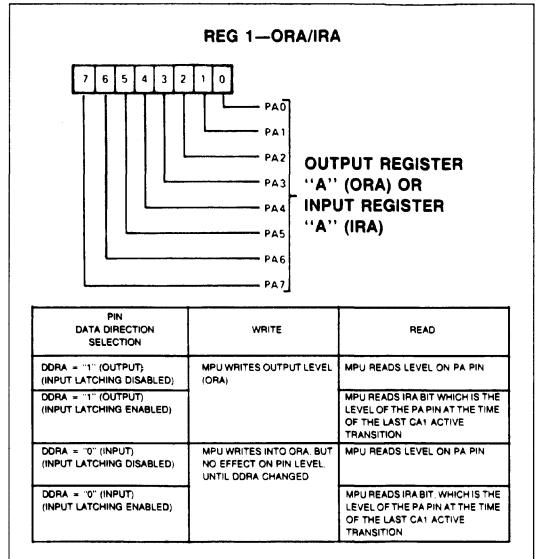 REG 1—ORA/IRA
7 6 5 4 3 2 1 0
PA0
PA1
PA2
PA3
PA4
PA5
PA6
PA7
OUTPUT REGISTER
"A" (ORA) OR
INPUT REGISTER
"A" (IRA)
PIN
DATA DIRECTION
SELECTION
WRITE
READ
DDRA = "1" (OUTPUT)
(INPUT LATCHING DISABLED)
MPU WRITES OUTPUT LEVEL
(ORA)
MPU READS LEVEL ON PA PIN
DDRA = "1" (OUTPUT)
(INPUT LATCHING ENABLED)
MPU READS IRA BIT WHICH IS THE
LEVEL OF THE PA PIN AT THE TIME
OF THE LAST CA1 ACTIVE
TRANSITION
DDRA = "0" (INPUT)
(INPUT LATCHING DISABLED)
MPU WRITES INTO ORA, BUT
NO EFFECT ON PIN LEVEL,
UNTIL DDRA CHANGED
MPU READS LEVEL ON PA PIN
DDRA = "0" (INPUT)
(INPUT LATCHING ENABLED)
MPU READS IRA BIT, WHICH IS THE
LEVEL OF THE PA PIN AT THE TIME
OF THE LAST CA1 ACTIVE
TRANSITION